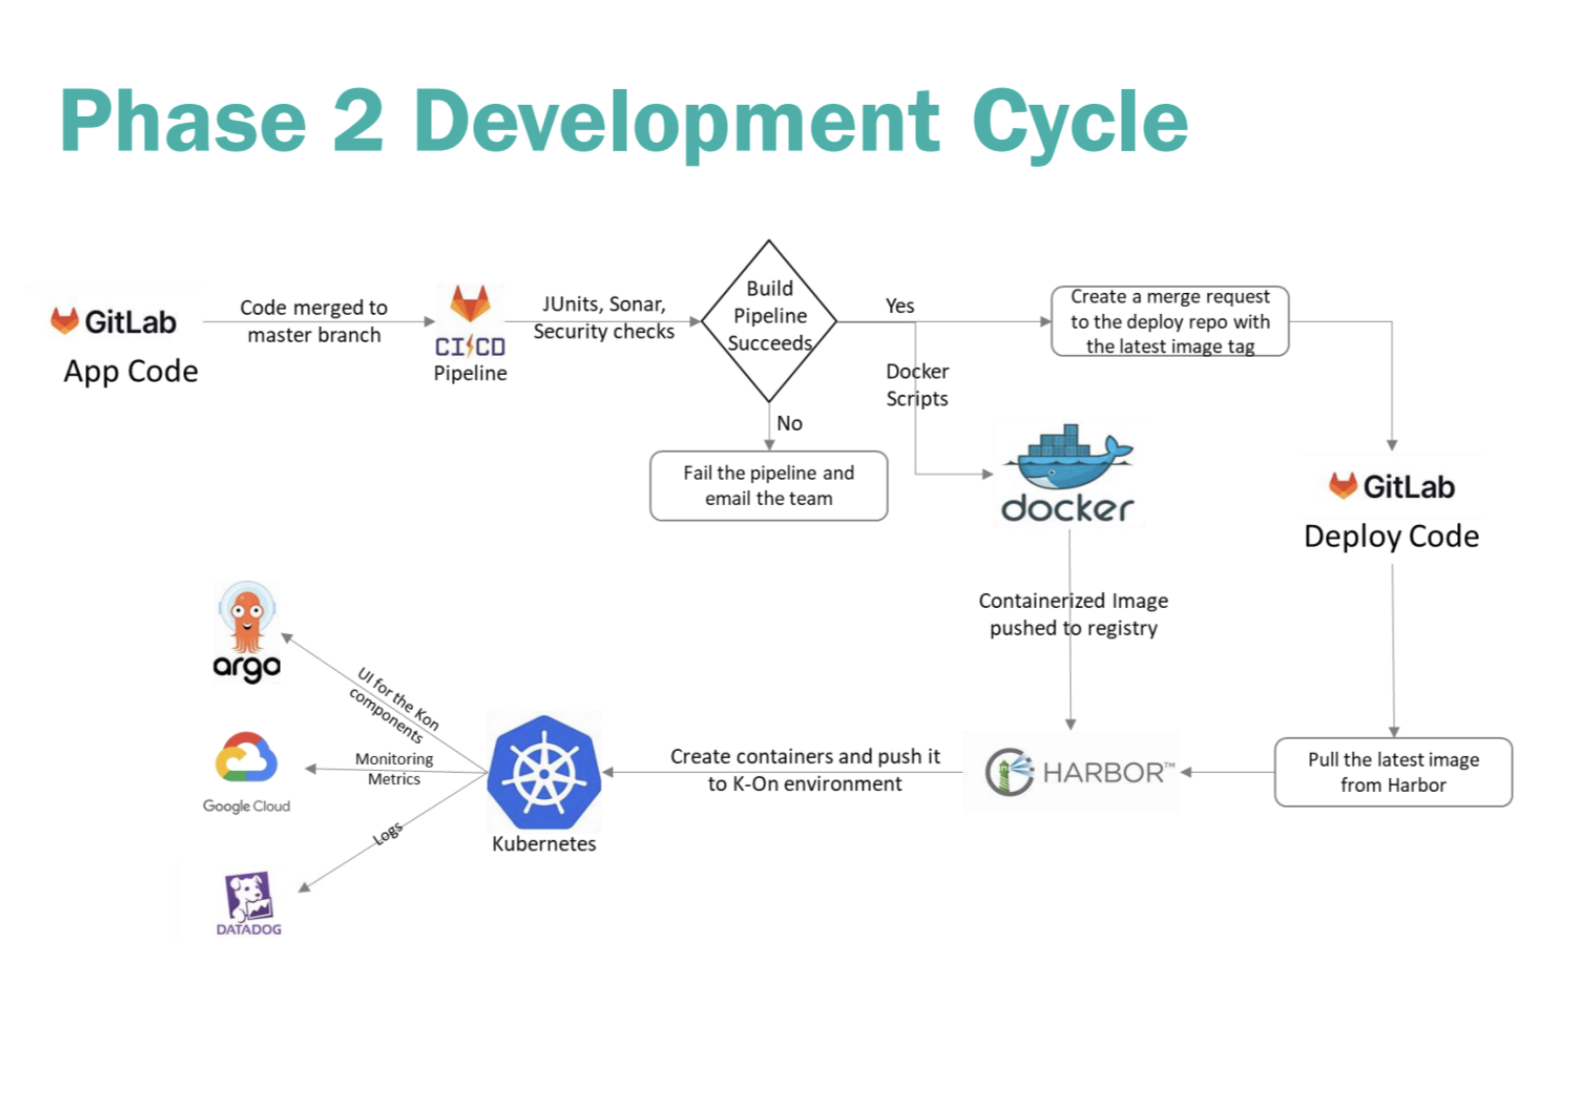 Phase 2 Development Cycle
GitLab
App Code
Code merged to
master branch
CI/CD
Pipeline
JUnits, Sonar,
Security checks
Build
Pipeline
Succeeds
Yes
Create a merge request
to the deploy repo with
the latest image tag
Docker
Scripts
No
Fail the pipeline and
email the team
docker
GitLab
Deploy Code
Containerized Image
pushed to registry
argo
UI for the Kon
components
Google Cloud
Monitoring
Metrics
Kubernetes
Create containers and push it
to K-On environment
HARBOR™
Pull the latest image
from Harbor
Logs
DATADOG